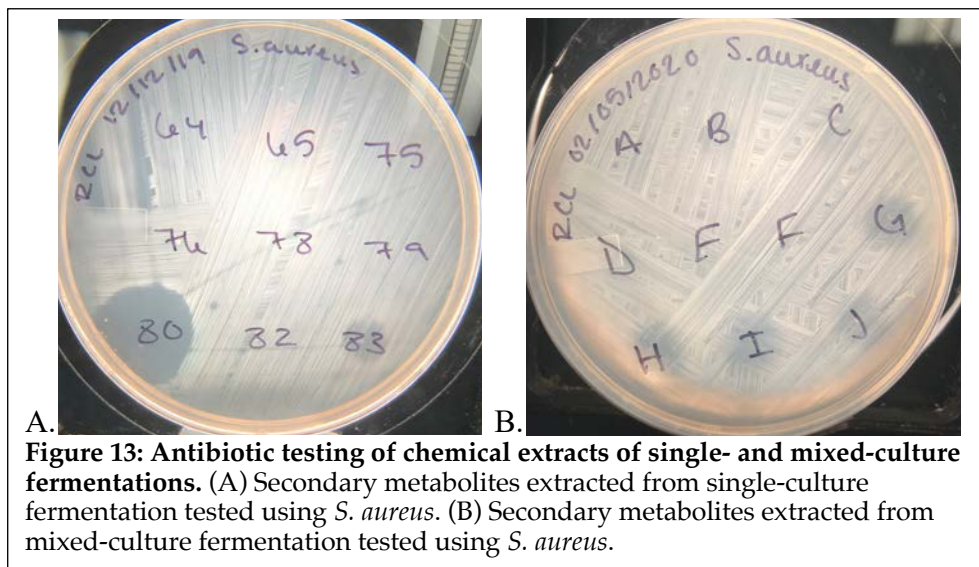 RCL 12/12/19 S. aureus
64 65 75
76 78 79
80 82 83
A.
RCL 02/05/2020 S. aureus
A B C
D E F G
H I J
B.
Figure 13: Antibiotic testing of chemical extracts of single- and mixed-culture
fermentations. (A) Secondary metabolites extracted from single-culture
fermentation tested using S. aureus. (B) Secondary metabolites extracted from
mixed-culture fermentation tested using S. aureus.